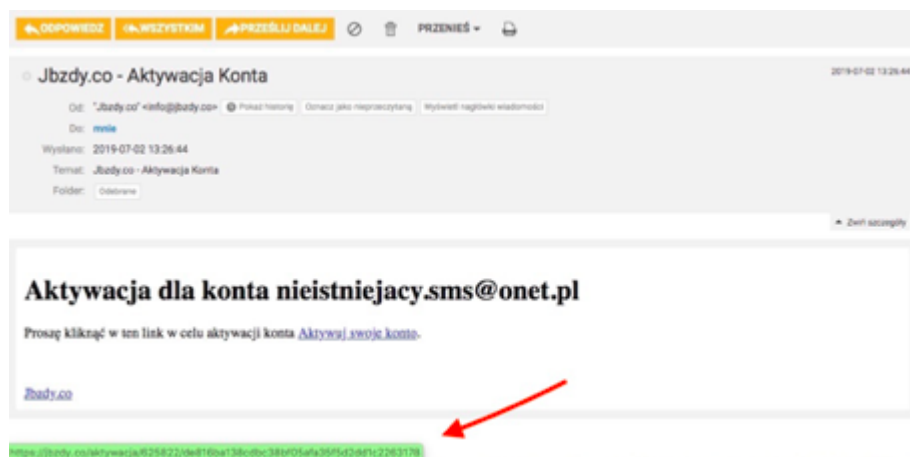 ODPOWIEDZ WSZYSTKIM PRZEŚLIJ DALEJ PRZENIEŚ
Jbzdy.co - Aktywacja Konta
2019-07-02 13:26:44
Od: "Jbzdy.co" <info@jbzdy.co> Pokaż historię Oznacz jako nieprzeczytaną Wyświetl nagłówki wiadomości
Do: mnie
Wysłano: 2019-07-02 13:26:44
Temat: Jbzdy.co - Aktywacja Konta
Folder: Odebrane
Zwiń szczegóły
Aktywacja dla konta nieistniejacy.sms@onet.pl
Proszę kliknąć w ten link w celu aktywacji konta Aktywuj swoje konto.
Jbzdy.co